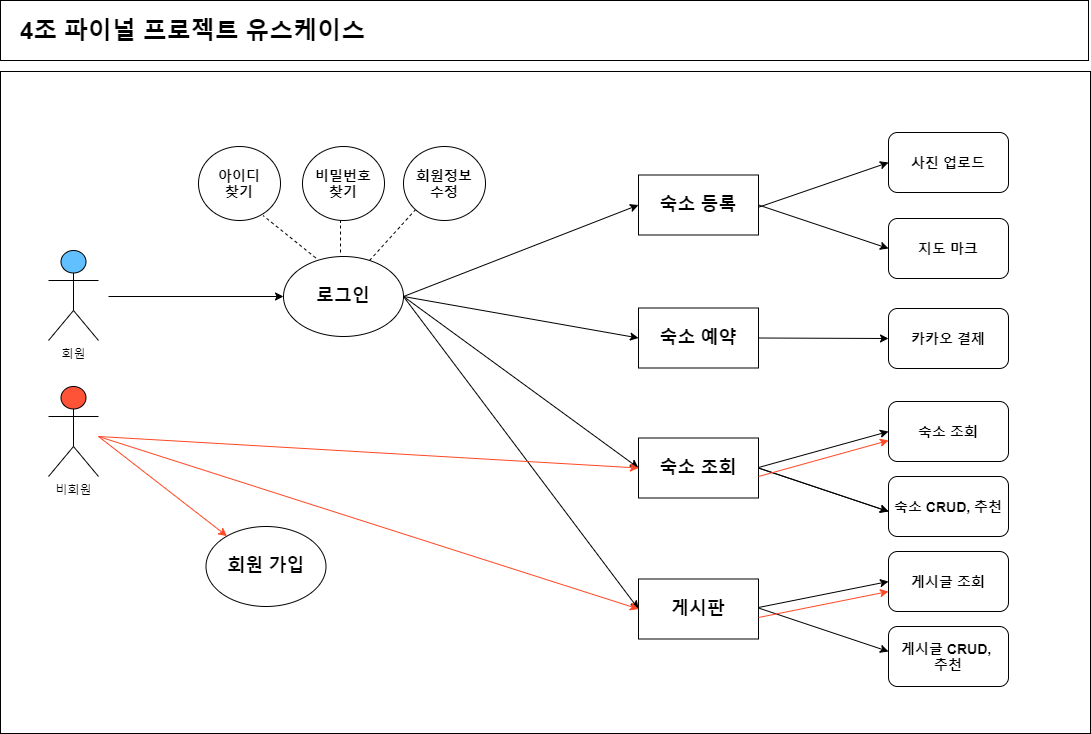 4조 파이널 프로젝트 유스케이스
아이디
찾기
비밀번호
찾기
회원정보
수정
로그인
회원
비회원
회원 가입
숙소 등록
숙소 예약
숙소 조회
게시판
사진 업로드
지도 마크
카카오 결제
숙소 조회
숙소 CRUD, 추천
게시글 조회
게시글 CRUD,
추천